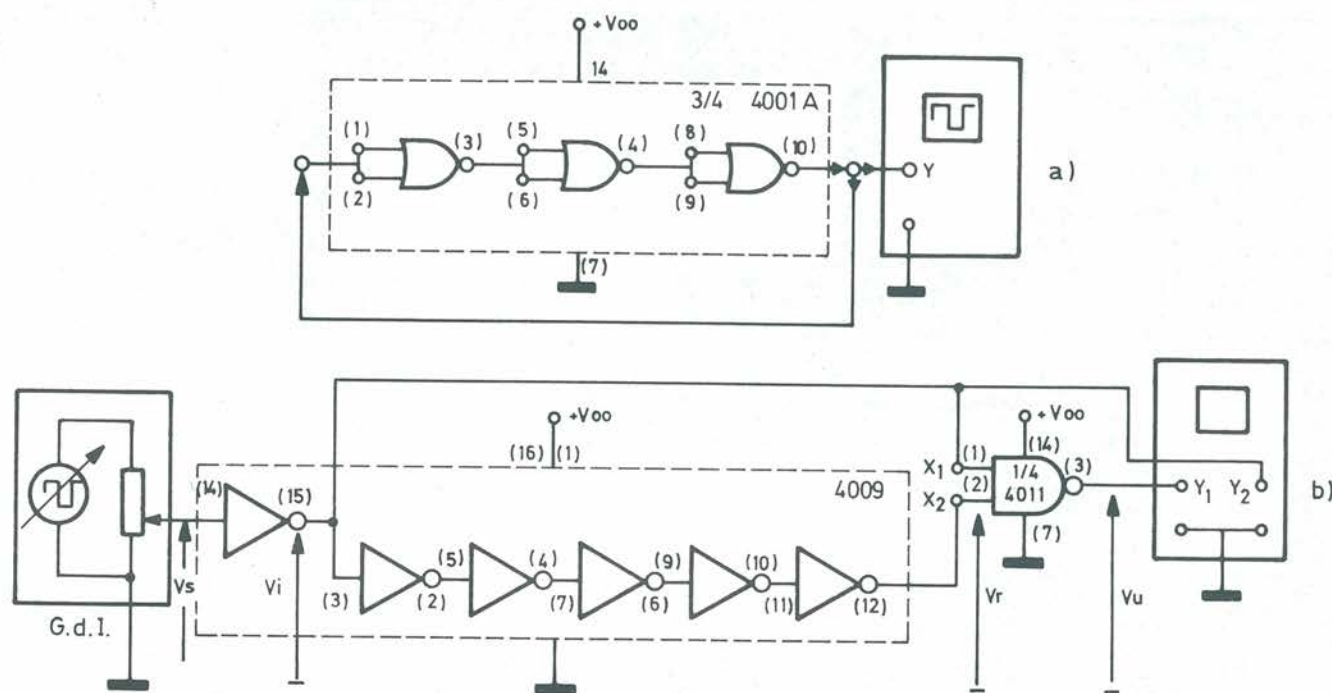 +Voo
14
3/4 4001A
(1) (3) (5) (4) (8) (10)
Y
a)
(2) (6) (9)
(7)
+Voo
(16) (1)
+Voo
(14)
(1)
X1
(2)
X2
1/4
4011
(3)
(7)
Y1 Y2
b)
4009
(14) (15)
Vs
Vi
(3) (2) (5) (4) (7) (6) (9) (10) (11) (12)
Vr
Vu
G.d.I.